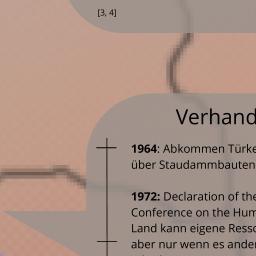 [3, 4]
Verhand
1964: Abkommen Türke
über Staudammbauten
1972: Declaration of the
Conference on the Hum
Land kann eigene Resso
aber nur wenn es ander